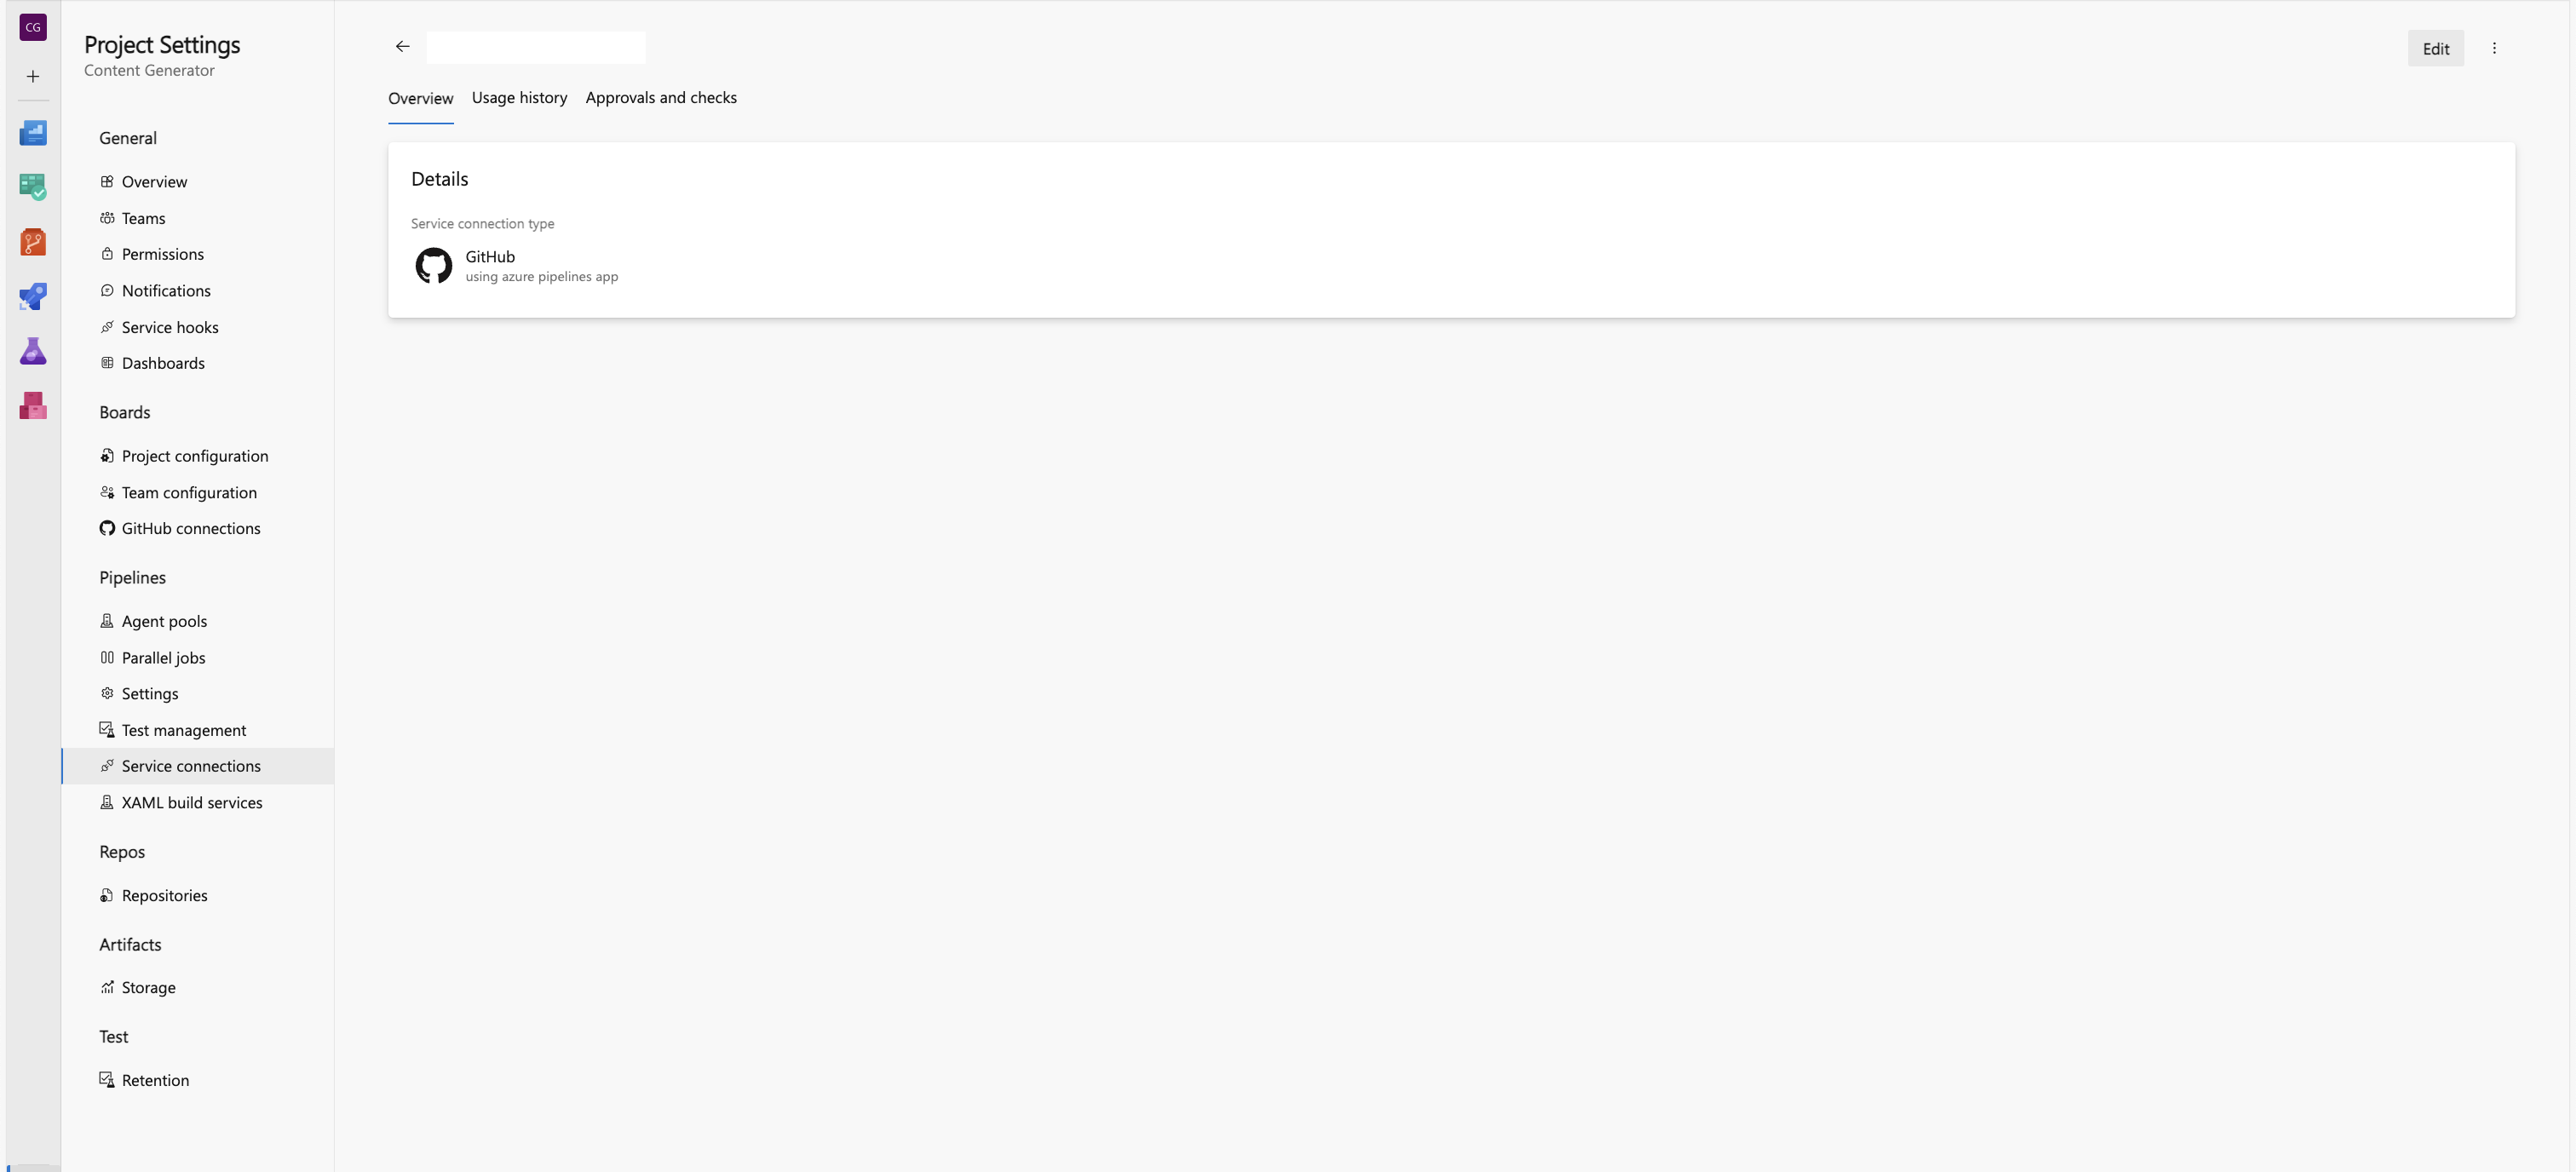 CG
Project Settings
Content Generator
General
Overview
Teams
Permissions
Notifications
Service hooks
Dashboards
Boards
Project configuration
Team configuration
GitHub connections
Pipelines
Agent pools
Parallel jobs
Settings
Test management
Service connections
XAML build services
Repos
Repositories
Artifacts
Storage
Test
Retention
Edit
Overview Usage history Approvals and checks
Details
Service connection type
GitHub
using azure pipelines app